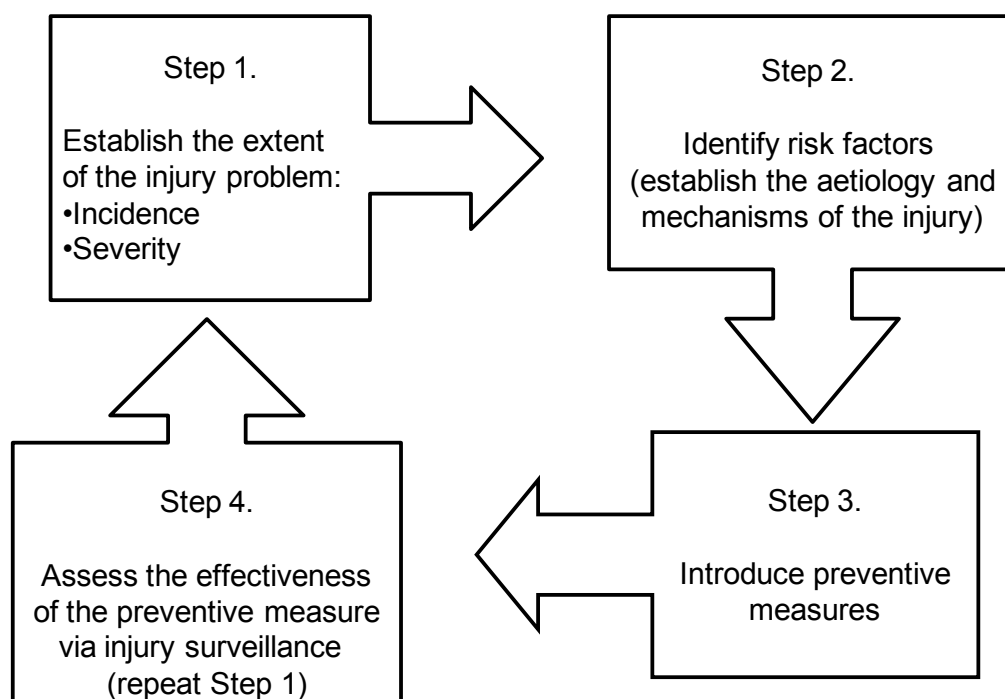 Step 1.
Establish the extent
of the injury problem:
•Incidence
•Severity
Step 2.
Identify risk factors
(establish the aetiology and
mechanisms of the injury)
Step 3.
Introduce preventive
measures
Step 4.
Assess the effectiveness
of the preventive measure
via injury surveillance
(repeat Step 1)